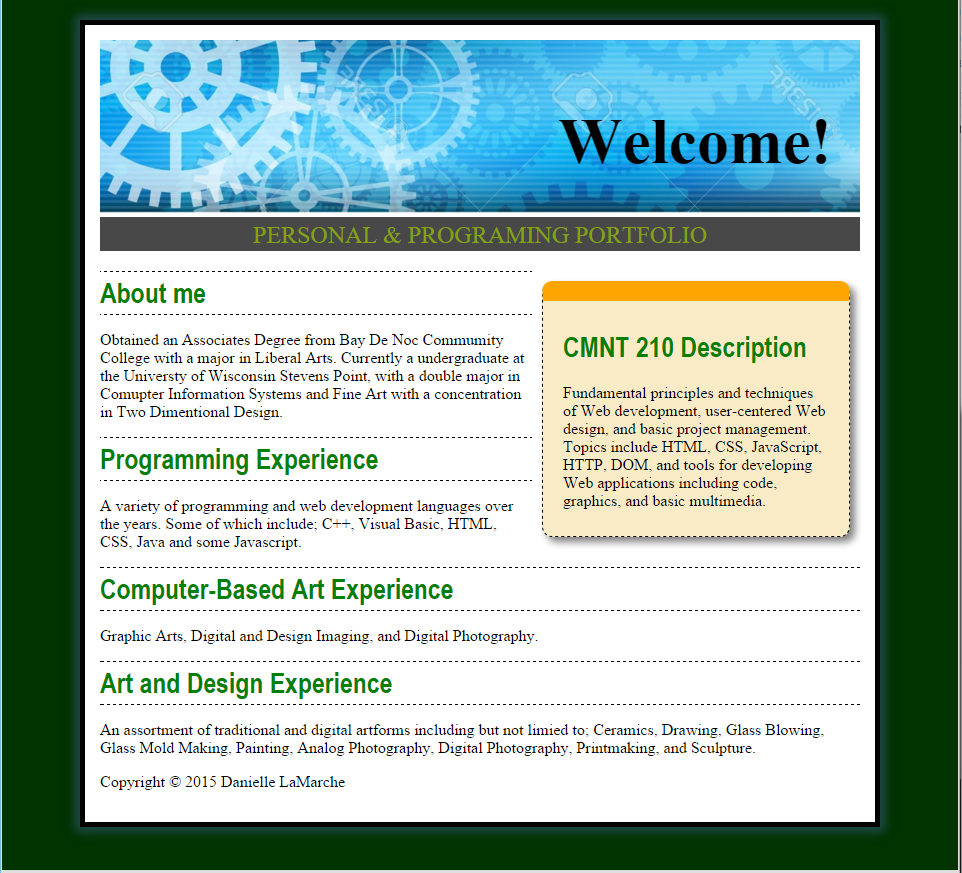 Welcome!
PERSONAL & PROGRAMING PORTFOLIO
About me
Obtained an Associates Degree from Bay De Noc Community
College with a major in Liberal Arts. Currently a undergraduate at
the Universty of Wisconsin Stevens Point, with a double major in
Comupter Information Systems and Fine Art with a concentration
in Two Dimentional Design.
Programming Experience
A variety of programming and web development languages over
the years. Some of which include; C++, Visual Basic, HTML,
CSS, Java and some Javascript.
CMNT 210 Description
Fundamental principles and techniques
of Web development, user-centered Web
design, and basic project management.
Topics include HTML, CSS, JavaScript,
HTTP, DOM, and tools for developing
Web applications including code,
graphics, and basic multimedia.
Computer-Based Art Experience
Graphic Arts, Digital and Design Imaging, and Digital Photography.
Art and Design Experience
An assortment of traditional and digital artforms including but not limied to; Ceramics, Drawing, Glass Blowing,
Glass Mold Making, Painting, Analog Photography, Digital Photography, Printmaking, and Sculpture.
Copyright © 2015 Danielle LaMarche